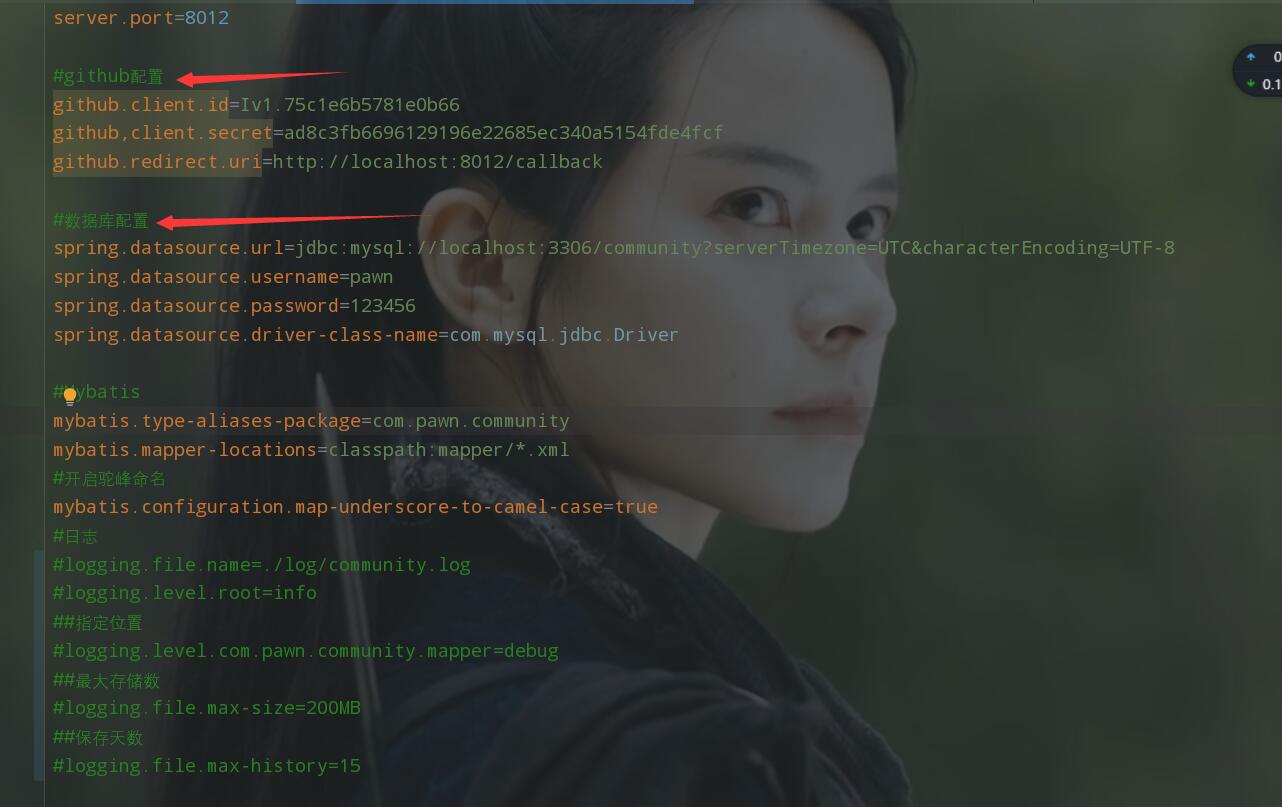 server.port=8012
#github配置
github.client.id=Iv1.75c1e6b5781e0b66
github,client.secret=ad8c3fb6696129196e22685ec340a5154fde4fcf
github.redirect.uri=http://localhost:8012/callback
#数据库配置
spring.datasource.url=jdbc:mysql://localhost:3306/community?serverTimezone=UTC&characterEncoding=UTF-8
spring.datasource.username=pawn
spring.datasource.password=123456
spring.datasource.driver-class-name=com.mysql.jdbc.Driver
#Mybatis
mybatis.type-aliases-package=com.pawn.community
mybatis.mapper-locations=classpath:mapper/*.xml
#开启驼峰命名
mybatis.configuration.map-underscore-to-camel-case=true
#日志
#logging.file.name=./log/community.log
#logging.level.root=info
##指定位置
#logging.level.com.pawn.community.mapper=debug
##最大存储数
#logging.file.max-size=200MB
##保存天数
#logging.file.max-history=15